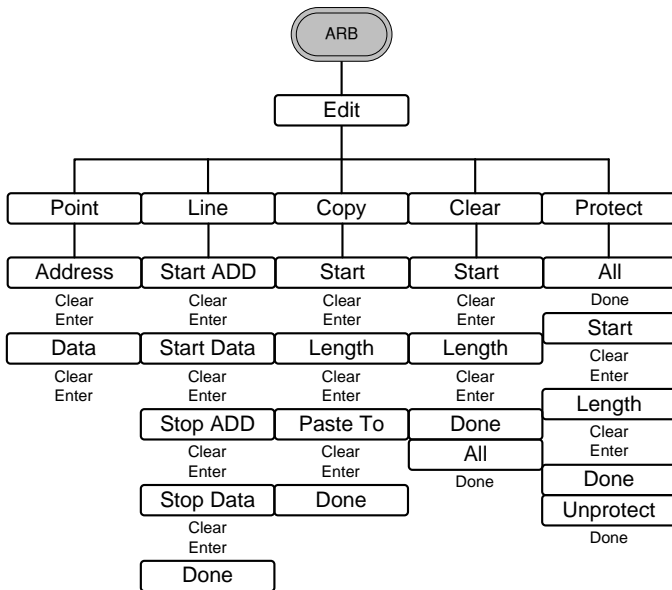 ARB
Edit
Point
Line
Copy
Clear
Protect
Address
Clear
Enter
Data
Clear
Enter
Start ADD
Clear
Enter
Start Data
Clear
Enter
Stop ADD
Clear
Enter
Stop Data
Clear
Enter
Done
Start
Clear
Enter
Length
Clear
Enter
Paste To
Clear
Enter
Done
Start
Clear
Enter
Length
Clear
Enter
Done
All
Done
All
Done
Start
Clear
Enter
Length
Clear
Enter
Done
Unprotect
Done